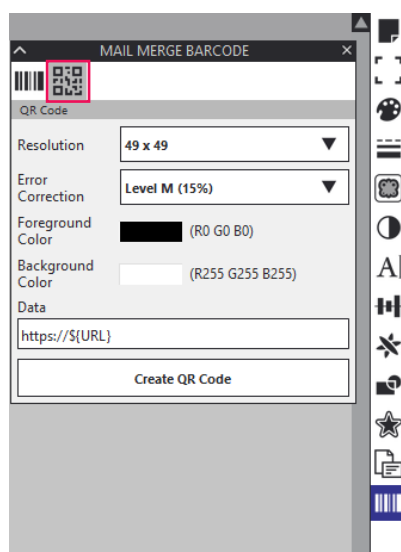 MAIL MERGE BARCODE
QR Code
Resolution
49 x 49
Error
Correction
Level M (15%)
Foreground
Color
(R0 G0 B0)
Background
Color
(R255 G255 B255)
Data
https://${URL}
Create QR Code
A